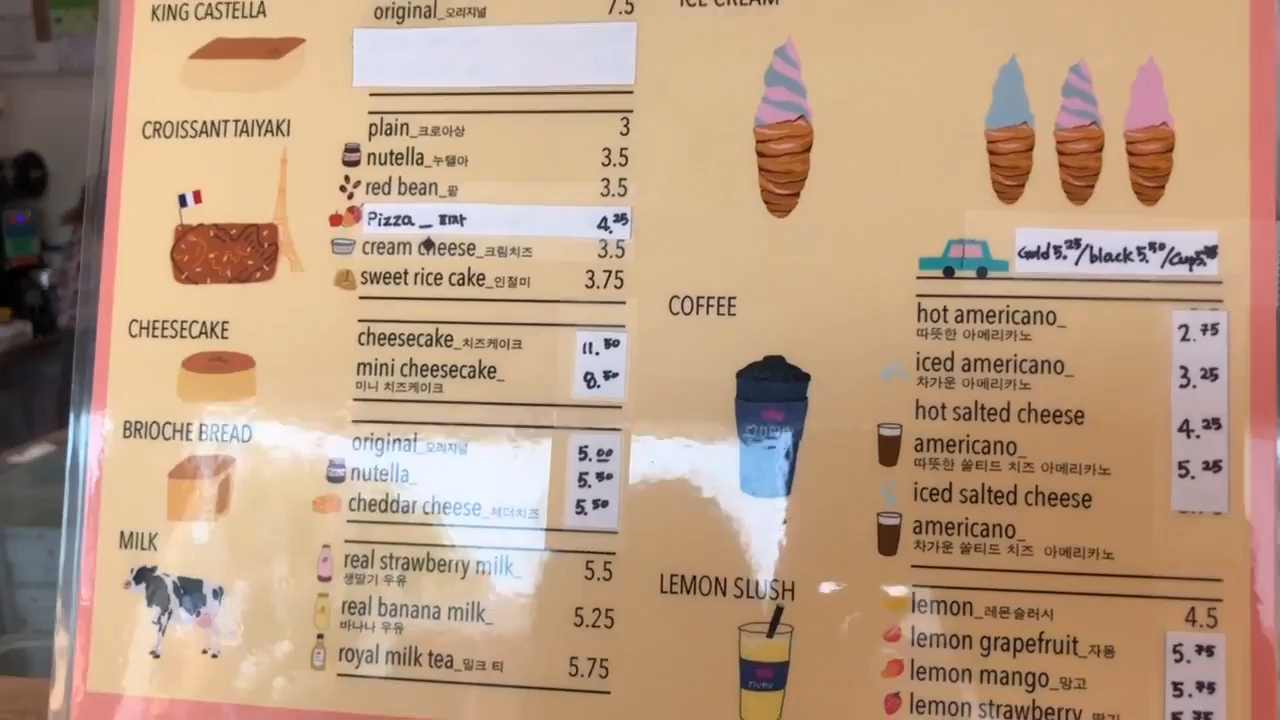 KING CASTELLA
original_오리지널 7.5
CROISSANT TAIYAKI
plain_크로아상 3
nutella_누텔라 3.5
red bean_팥 3.5
Pizza_피자 4.25
cream cheese_크림치즈 3.5
sweet rice cake_인절미 3.75
CHEESECAKE
cheesecake_치즈케이크 11.50
mini cheesecake_ 8.50
미니 치즈케이크
BRIOCHE BREAD
original_오리지널 5.00
nutella_ 5.50
cheddar cheese_체더치즈 5.50
MILK
real strawberry milk_ 5.5
생딸기 우유
real banana milk_ 5.25
바나나 우유
royal milk tea_밀크 티 5.75
ICE CREAM
Gold 5.25/black 5.50/Cup
COFFEE
hot americano_ 2.75
따뜻한 아메리카노
iced americano_ 3.25
차가운 아메리카노
hot salted cheese 4.25
americano_ 5.25
따뜻한 쏠티드 치즈 아메리카노
iced salted cheese
americano_
차가운 쏠티드 치즈 아메리카노
LEMON SLUSH
lemon_레몬슬러시 4.5
lemon grapefruit_자몽 5.75
lemon mango_망고 5.75
lemon strawberry